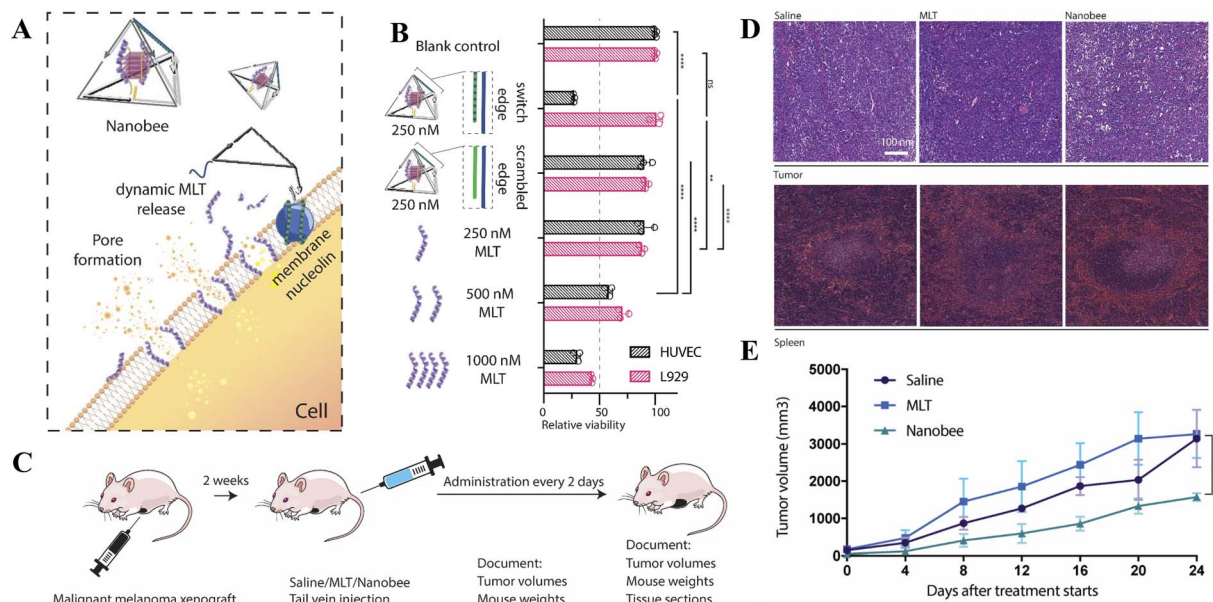 A
Nanobee
dynamic MLT
release
Pore
formation
membrane
nucleolin
Cell
B
Blank control
250 nM
switch
edge
250 nM
scrambled
edge
250 nM
MLT
500 nM
MLT
1000 nM
MLT
****
ns
****
****
**
****
HUVEC
L929
0
50
100
Relative viability
C
2 weeks
Administration every 2 days
Malignant melanoma xenograft
Saline/MLT/Nanobee
Tail vein injection
Document:
Tumor volumes
Mouse weights
Document:
Tumor volumes
Mouse weights
Tissue sections
D
Saline
MLT
Nanobee
100 nm
Tumor
Spleen
E
Saline
MLT
Nanobee
Tumor volume (mm3)
5000
4000
3000
2000
1000
0
0
4
8
12
16
20
24
Days after treatment starts